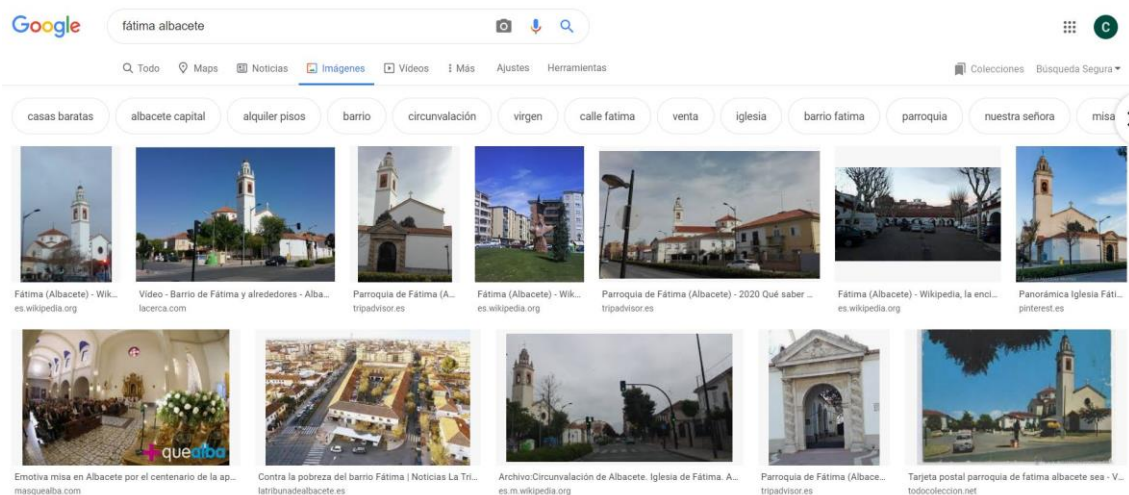 Google
fátima albacete
C
Todo Maps Noticias Imágenes Vídeos Más Ajustes Herramientas
Colecciones Búsqueda Segura
casas baratas albacete capital alquiler pisos barrio circunvalación virgen calle fatima venta iglesia barrio fatima parroquia nuestra señora misa
Fátima (Albacete) - Wik... Vídeo - Barrio de Fátima y alrededores - Alba... Parroquia de Fátima (A... Fátima (Albacete) - Wik... Parroquia de Fátima (Albacete) - 2020 Qué saber ... Fátima (Albacete) - Wikipedia, la enci... Panorámica Iglesia Fáti...
es.wikipedia.org lacerca.com tripadvisor.es es.wikipedia.org tripadvisor.es es.wikipedia.org pinterest.es
+quealba
Emotiva misa en Albacete por el centenario de la ap... Contra la pobreza del barrio Fátima | Noticias La Tri... Archivo:Circunvalación de Albacete. Iglesia de Fátima. A... Parroquia de Fátima (Albace... Tarjeta postal parroquia de fatima albacete sea - V...
masquealba.com latribunadealbacete.es es.m.wikipedia.org tripadvisor.es todocoleccion.net